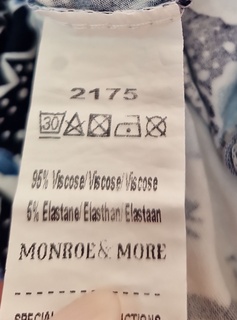 2175
30
95% Viscose/Viscose/Viscose
5% Elastane/Elasthan/Elastaan
MONROE & MORE